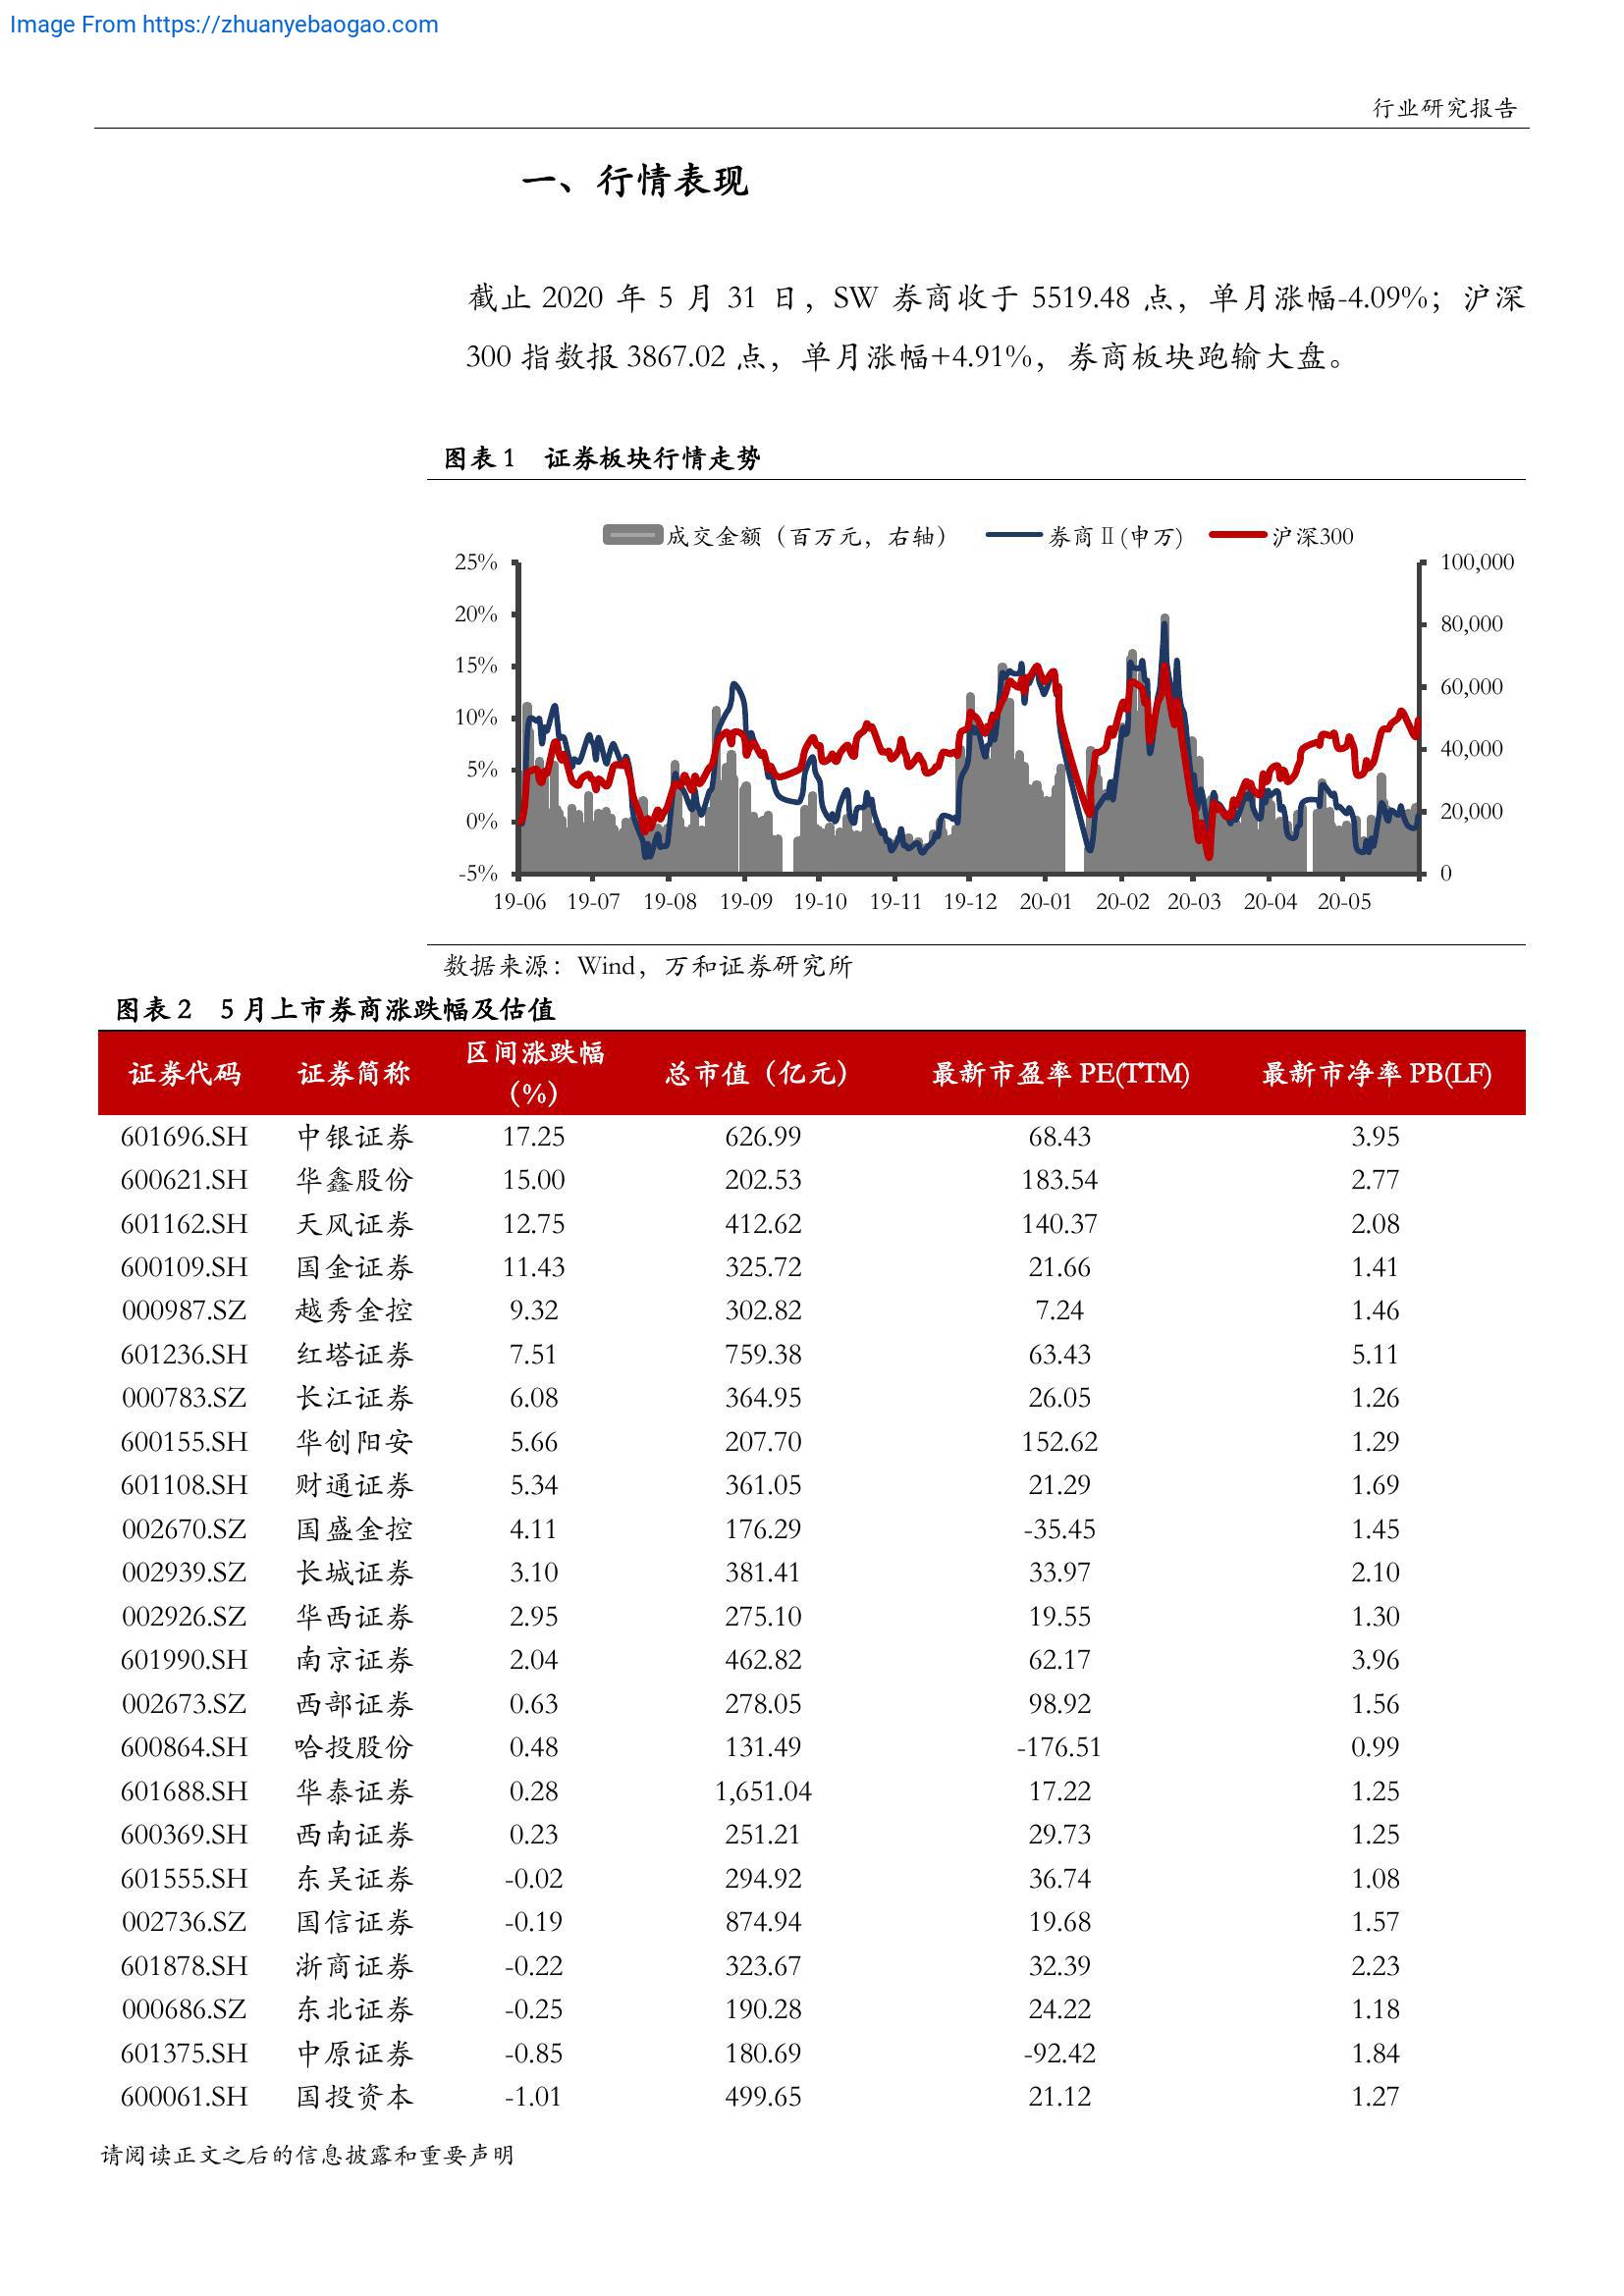 Image From https://zhuanyebaogao.com
行业研究报告
一、行情表现
截止 2020 年 5 月 31 日，SW 券商收于 5519.48 点，单月涨幅-4.09%；沪深
300 指数报 3867.02 点，单月涨幅+4.91%，券商板块跑输大盘。
图表 1 证券板块行情走势
成交金额（百万元，右轴） 券商Ⅱ(申万) 沪深300
25% 100,000
20% 80,000
15% 60,000
10% 40,000
5% 20,000
0% 0
-5%
19-06 19-07 19-08 19-09 19-10 19-11 19-12 20-01 20-02 20-03 20-04 20-05
数据来源：Wind，万和证券研究所
图表 2 5 月上市券商涨跌幅及估值
证券代码 证券简称 区间涨跌幅（%） 总市值（亿元） 最新市盈率 PE(TTM) 最新市净率 PB(LF)
601696.SH 中银证券 17.25 626.99 68.43 3.95
600621.SH 华鑫股份 15.00 202.53 183.54 2.77
601162.SH 天风证券 12.75 412.62 140.37 2.08
600109.SH 国金证券 11.43 325.72 21.66 1.41
000987.SZ 越秀金控 9.32 302.82 7.24 1.46
601236.SH 红塔证券 7.51 759.38 63.43 5.11
000783.SZ 长江证券 6.08 364.95 26.05 1.26
600155.SH 华创阳安 5.66 207.70 152.62 1.29
601108.SH 财通证券 5.34 361.05 21.29 1.69
002670.SZ 国盛金控 4.11 176.29 -35.45 1.45
002939.SZ 长城证券 3.10 381.41 33.97 2.10
002926.SZ 华西证券 2.95 275.10 19.55 1.30
601990.SH 南京证券 2.04 462.82 62.17 3.96
002673.SZ 西部证券 0.63 278.05 98.92 1.56
600864.SH 哈投股份 0.48 131.49 -176.51 0.99
601688.SH 华泰证券 0.28 1,651.04 17.22 1.25
600369.SH 西南证券 0.23 251.21 29.73 1.25
601555.SH 东吴证券 -0.02 294.92 36.74 1.08
002736.SZ 国信证券 -0.19 874.94 19.68 1.57
601878.SH 浙商证券 -0.22 323.67 32.39 2.23
000686.SZ 东北证券 -0.25 190.28 24.22 1.18
601375.SH 中原证券 -0.85 180.69 -92.42 1.84
600061.SH 国投资本 -1.01 499.65 21.12 1.27
请阅读正文之后的信息披露和重要声明